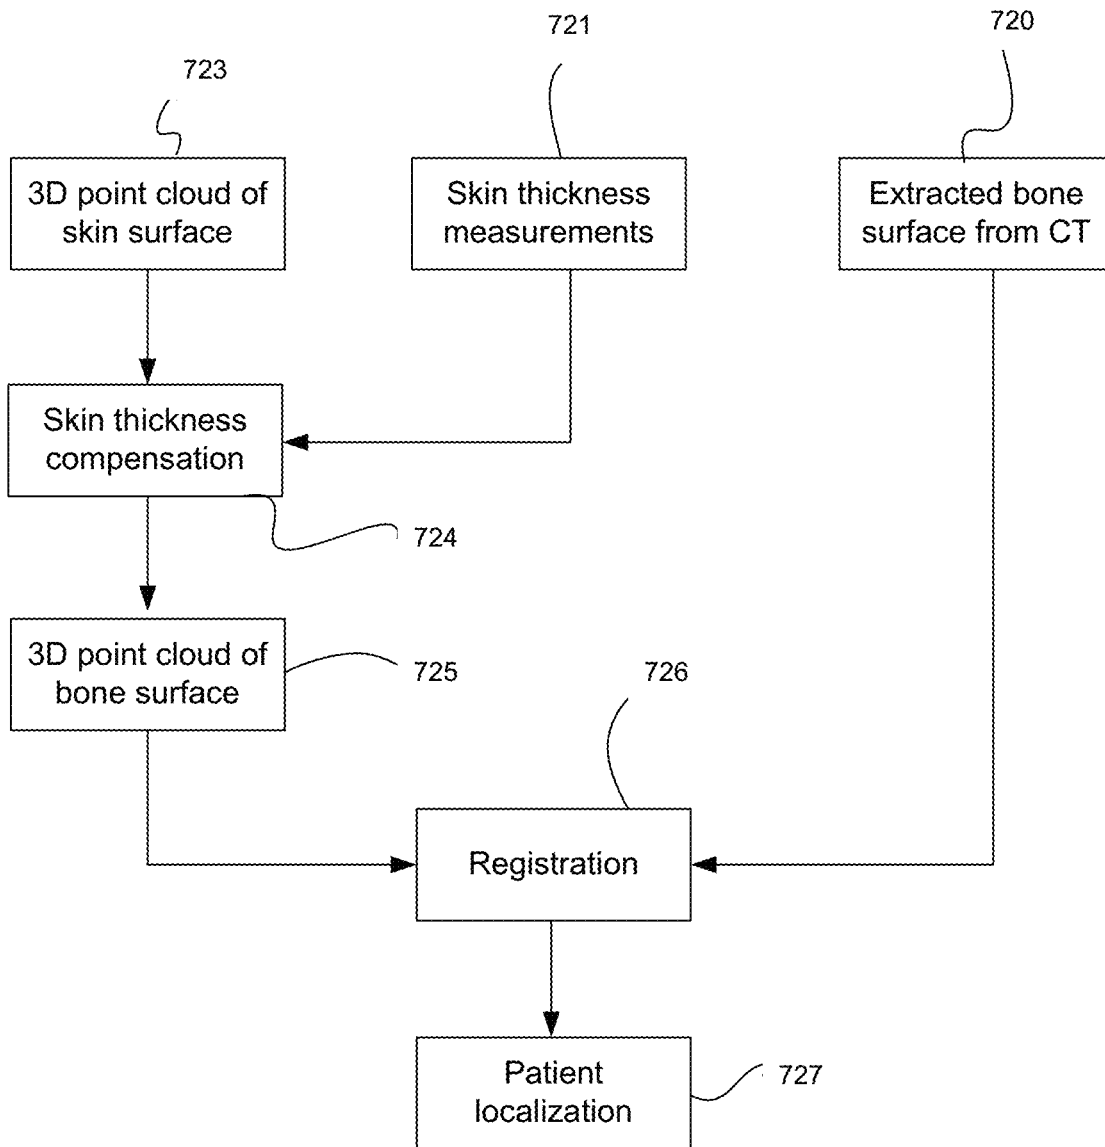 720
721
723
3D point cloud of
skin surface
Skin thickness
measurements
Extracted bone
surface from CT
Skin thickness
compensation
724
3D point cloud of
bone surface
725
726
Registration
Patient
localization
727